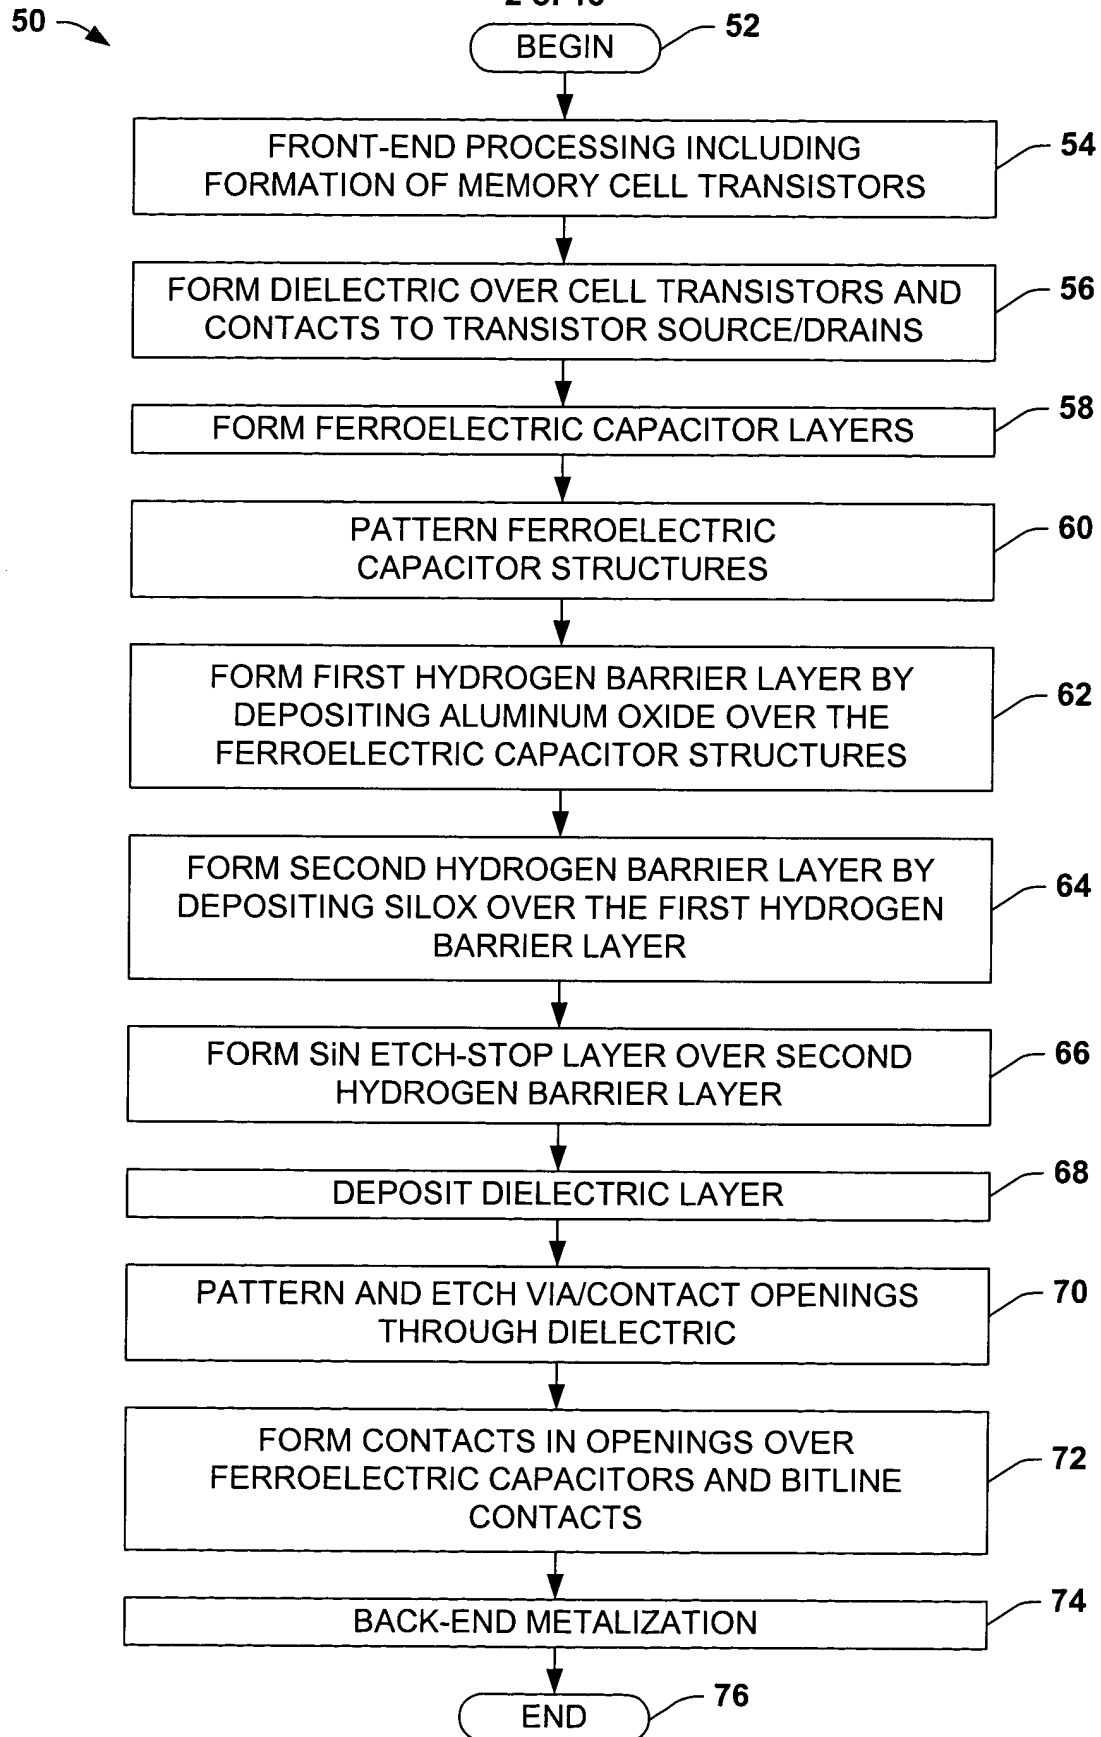 2 of 13
50
BEGIN
52
FRONT-END PROCESSING INCLUDING
FORMATION OF MEMORY CELL TRANSISTORS
54
FORM DIELECTRIC OVER CELL TRANSISTORS AND
CONTACTS TO TRANSISTOR SOURCE/DRAINS
56
FORM FERROELECTRIC CAPACITOR LAYERS
58
PATTERN FERROELECTRIC
CAPACITOR STRUCTURES
60
FORM FIRST HYDROGEN BARRIER LAYER BY
DEPOSITING ALUMINUM OXIDE OVER THE
FERROELECTRIC CAPACITOR STRUCTURES
62
FORM SECOND HYDROGEN BARRIER LAYER BY
DEPOSITING SILOX OVER THE FIRST HYDROGEN
BARRIER LAYER
64
FORM SiN ETCH-STOP LAYER OVER SECOND
HYDROGEN BARRIER LAYER
66
DEPOSIT DIELECTRIC LAYER
68
PATTERN AND ETCH VIA/CONTACT OPENINGS
THROUGH DIELECTRIC
70
FORM CONTACTS IN OPENINGS OVER
FERROELECTRIC CAPACITORS AND BITLINE
CONTACTS
72
BACK-END METALIZATION
74
END
76